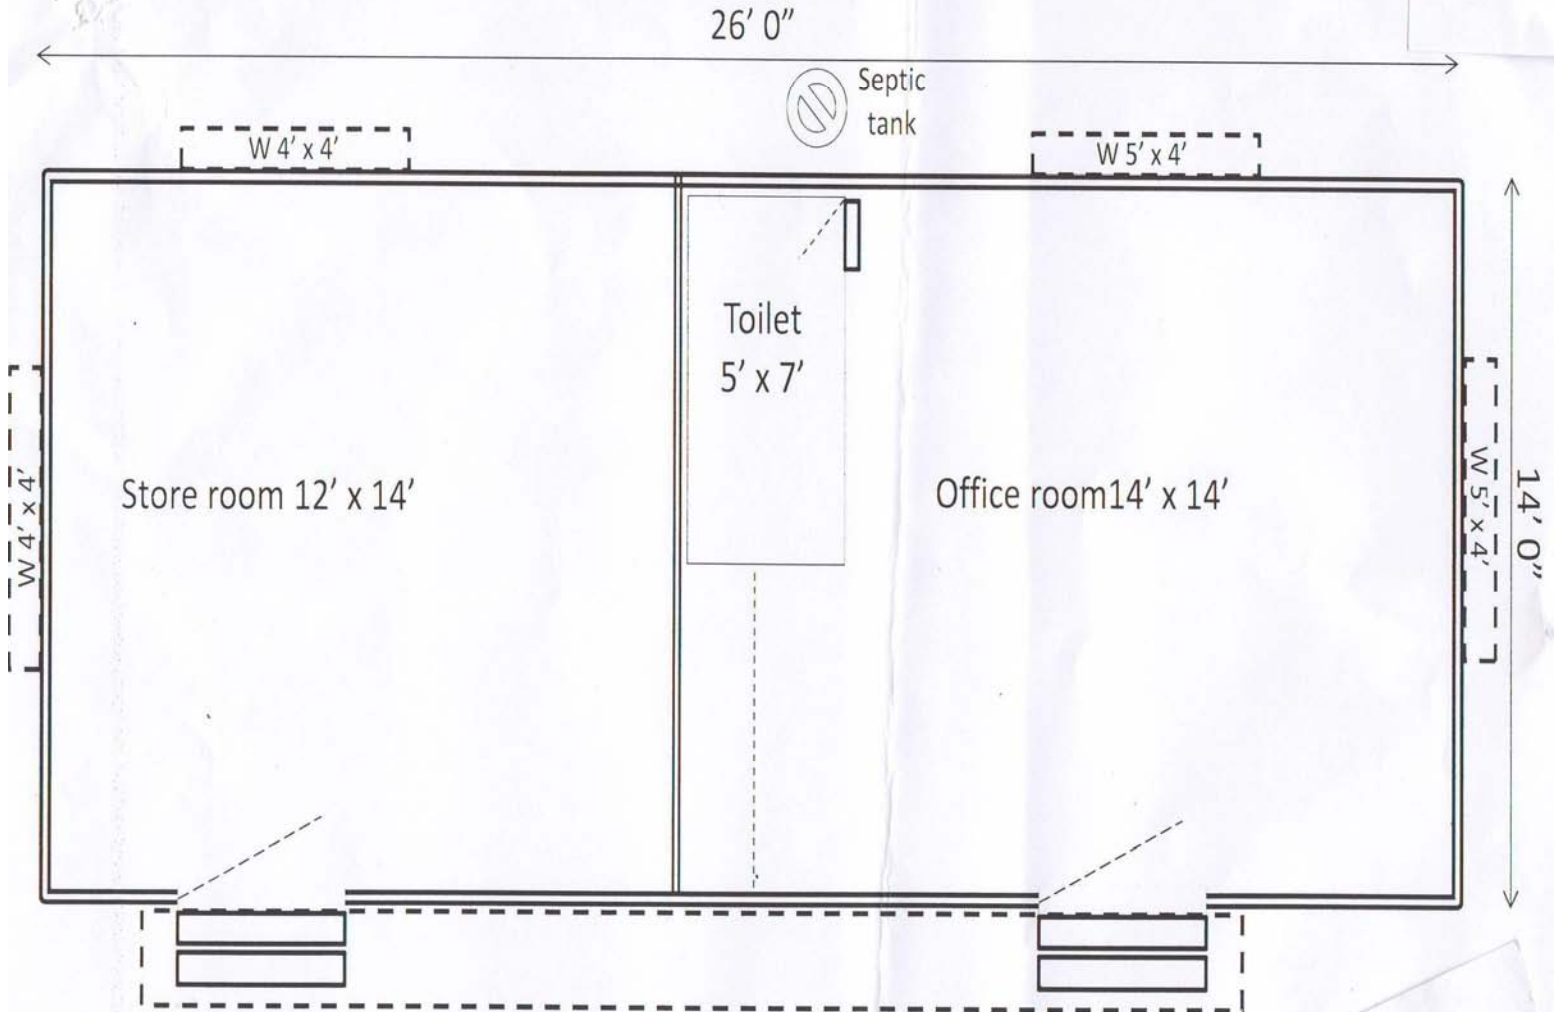 26' 0"
Septic
tank
W 4' x 4'
W 5' x 4'
Toilet
5' x 7'
Store room 12' x 14'
Office room14' x 14'
W 4' x 4'
W 5' x 4'
14' 0"